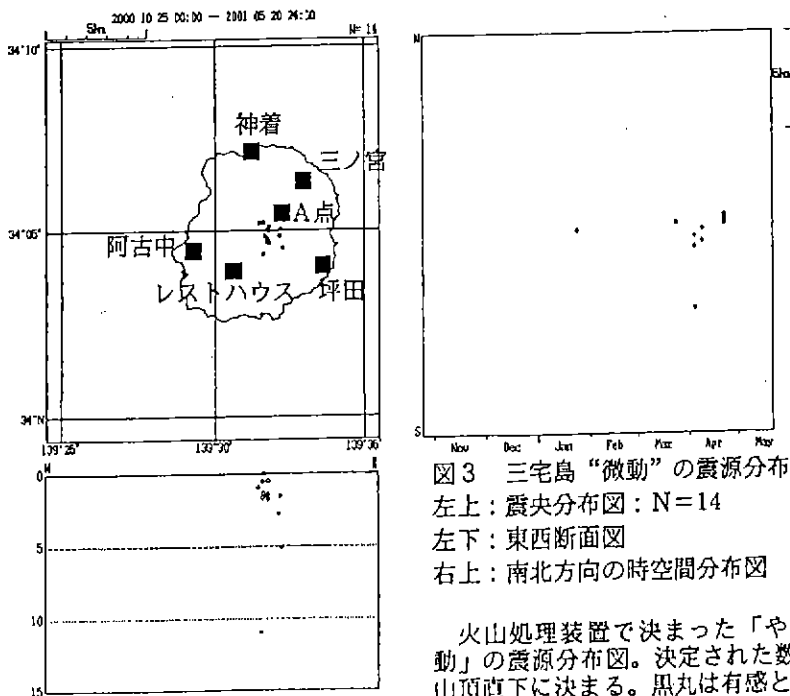 2000 10 25 00:00 -- 2001 05 20 24:00
5km
N= 14
34°10'
神着
三ノ宮
A点
34°05'
阿古中
レストハウス
坪田
34°N
139°25'
139°30'
N
S
Nov Dec Jan Feb Mar Apr May
W
E
0
5
10
15
図3 三宅島 “微動” の震源分布
左上:震央分布図:N=14
左下:東西断面図
右上:南北方向の時空間分布図
火山処理装置で決まった「や
動」の震源分布図。決定された数
山頂直下に決まる。黒丸は有感と